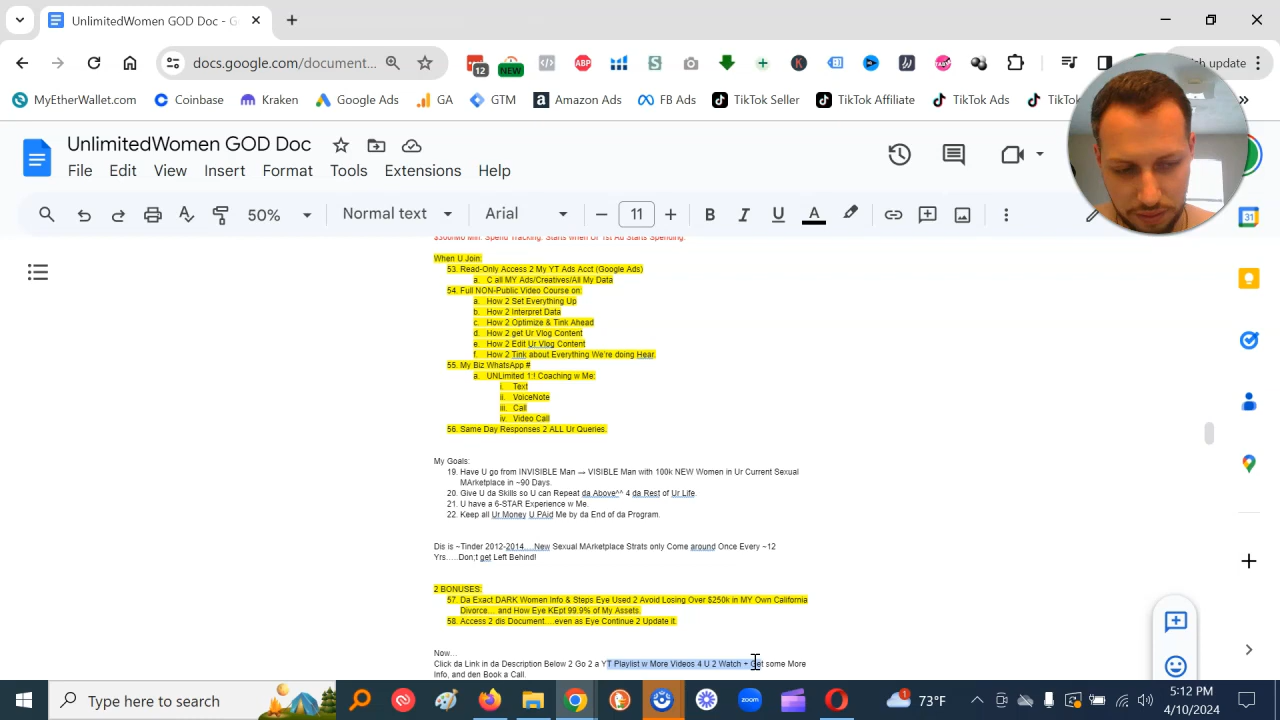 UnlimitedWomen GOD Doc - G
docs.google.com/document...
12
NEW
ABP
ch update
MyEtherWallet.com
Coinbase
Kraken
Google Ads
GA
GTM
Amazon Ads
FB Ads
TikTok Seller
TikTok Affiliate
TikTok Ads
UnlimitedWomen GOD Doc
File Edit View Insert Format Tools Extensions Help
50% Normal text Arial 11
When U Join:
53. Read-Only Access 2 My YT Ads Acct (Google Ads)
a. C all MY Ads/Creatives/All My Data
54. Full NON-Public Video Course on:
a. How 2 Set Everything Up
b. How 2 Interpret Data
c. How 2 Optimize & Tink Ahead
d. How 2 get Ur Vlog Content
e. How 2 Edit Ur Vlog Content
f. How 2 Tink about Everything We're doing Hear.
55. My Biz WhatsApp #
a. UNLimited 1:! Coaching w Me:
i. Text
ii. VoiceNote
iii. Call
iv. Video Call
56. Same Day Responses 2 ALL Ur Queries.
My Goals:
19. Have U go from INVISIBLE Man → VISIBLE Man with 100k NEW Women in Ur Current Sexual
MArketplace in ~90 Days.
20. Give U da Skills so U can Repeat da Above^^ 4 da Rest of Ur Life.
21. U have a 6-STAR Experience w Me.
22. Keep all Ur Money U PAid Me by da End of da Program.
Dis is ~Tinder 2012-2014….New Sexual MArketplace Strats only Come around Once Every ~12
Yrs…..Don;t get Left Behind!
2 BONUSES:
57. Da Exact DARK Women Info & Steps Eye Used 2 Avoid Losing Over $250k in MY Own California
Divorce… and How Eye KEpt 99.9% of My Assets.
58. Access 2 dis Document….even as Eye Continue 2 Update it.
Now…
Click da Link in da Description Below 2 Go 2 a YT Playlist w More Videos 4 U 2 Watch + Get some More
Info, and den Book a Call.
Type here to search
zoom
1
73°F
5:12 PM
4/10/2024